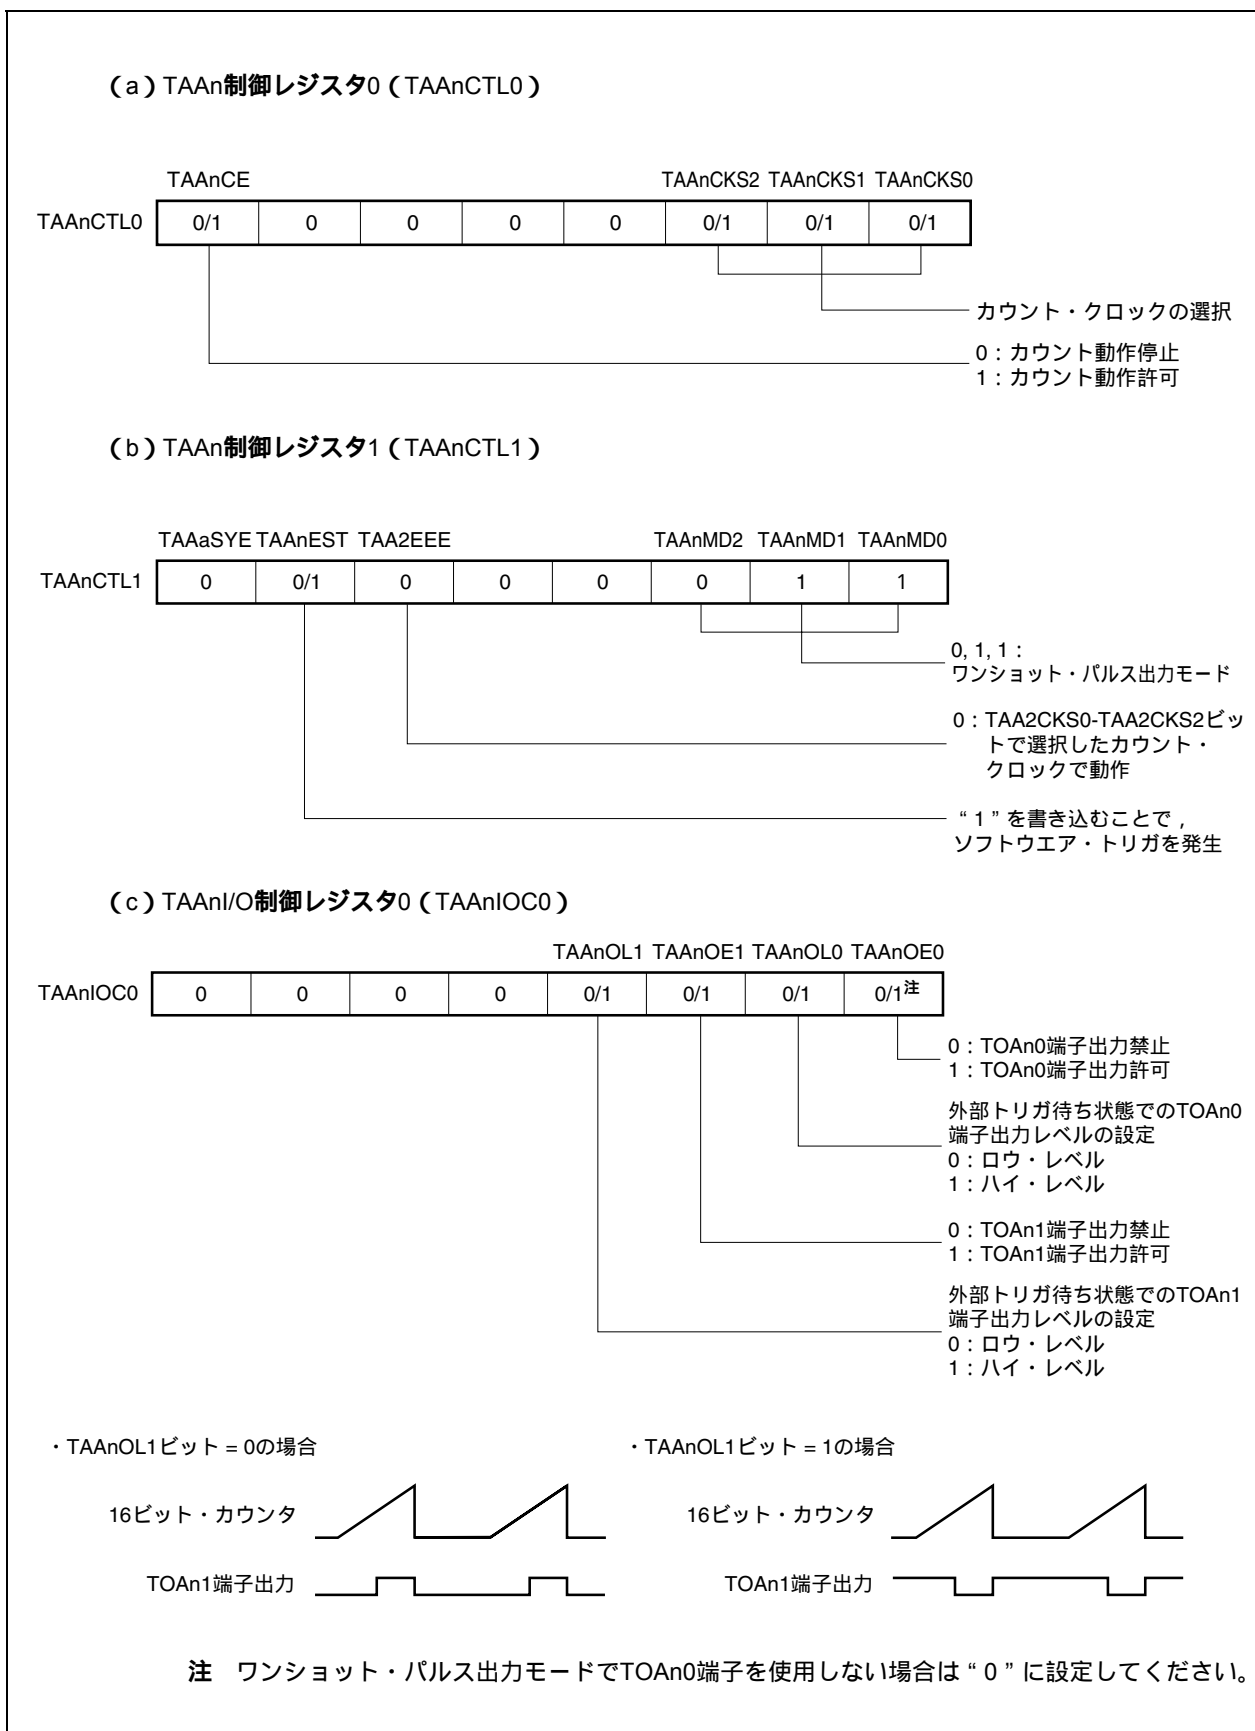 （a）TAAn制御レジスタ0（TAAnCTL0）
TAAnCE TAAnCKS2 TAAnCKS1 TAAnCKS0
TAAnCTL0 0/1 0 0 0 0 0/1 0/1 0/1
カウント・クロックの選択
0：カウント動作停止
1：カウント動作許可
（b）TAAn制御レジスタ1（TAAnCTL1）
TAAaSYE TAAnEST TAA2EEE TAAnMD2 TAAnMD1 TAAnMD0
TAAnCTL1 0 0/1 0 0 0 0 1 1
0, 1, 1：
ワンショット・パルス出力モード
0：TAA2CKS0-TAA2CKS2ビッ
トで選択したカウント・
クロックで動作
“1”を書き込むことで，
ソフトウエア・トリガを発生
（c）TAAnI/O制御レジスタ0（TAAnIOC0）
TAAnOL1 TAAnOE1 TAAnOL0 TAAnOE0
TAAnIOC0 0 0 0 0 0/1 0/1 0/1 0/1注
0：TOAn0端子出力禁止
1：TOAn0端子出力許可
外部トリガ待ち状態でのTOAn0
端子出力レベルの設定
0：ロウ・レベル
1：ハイ・レベル
0：TOAn1端子出力禁止
1：TOAn1端子出力許可
外部トリガ待ち状態でのTOAn1
端子出力レベルの設定
0：ロウ・レベル
1：ハイ・レベル
・TAAnOL1ビット = 0の場合 ・TAAnOL1ビット = 1の場合
16ビット・カウンタ 16ビット・カウンタ
TOAn1端子出力 TOAn1端子出力
注 ワンショット・パルス出力モードでTOAn0端子を使用しない場合は“0”に設定してください。